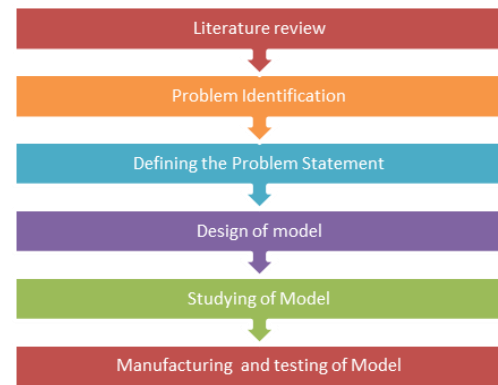 Literature review
Problem Identification
Defining the Problem Statement
Design of model
Studying of Model
Manufacturing and testing of Model